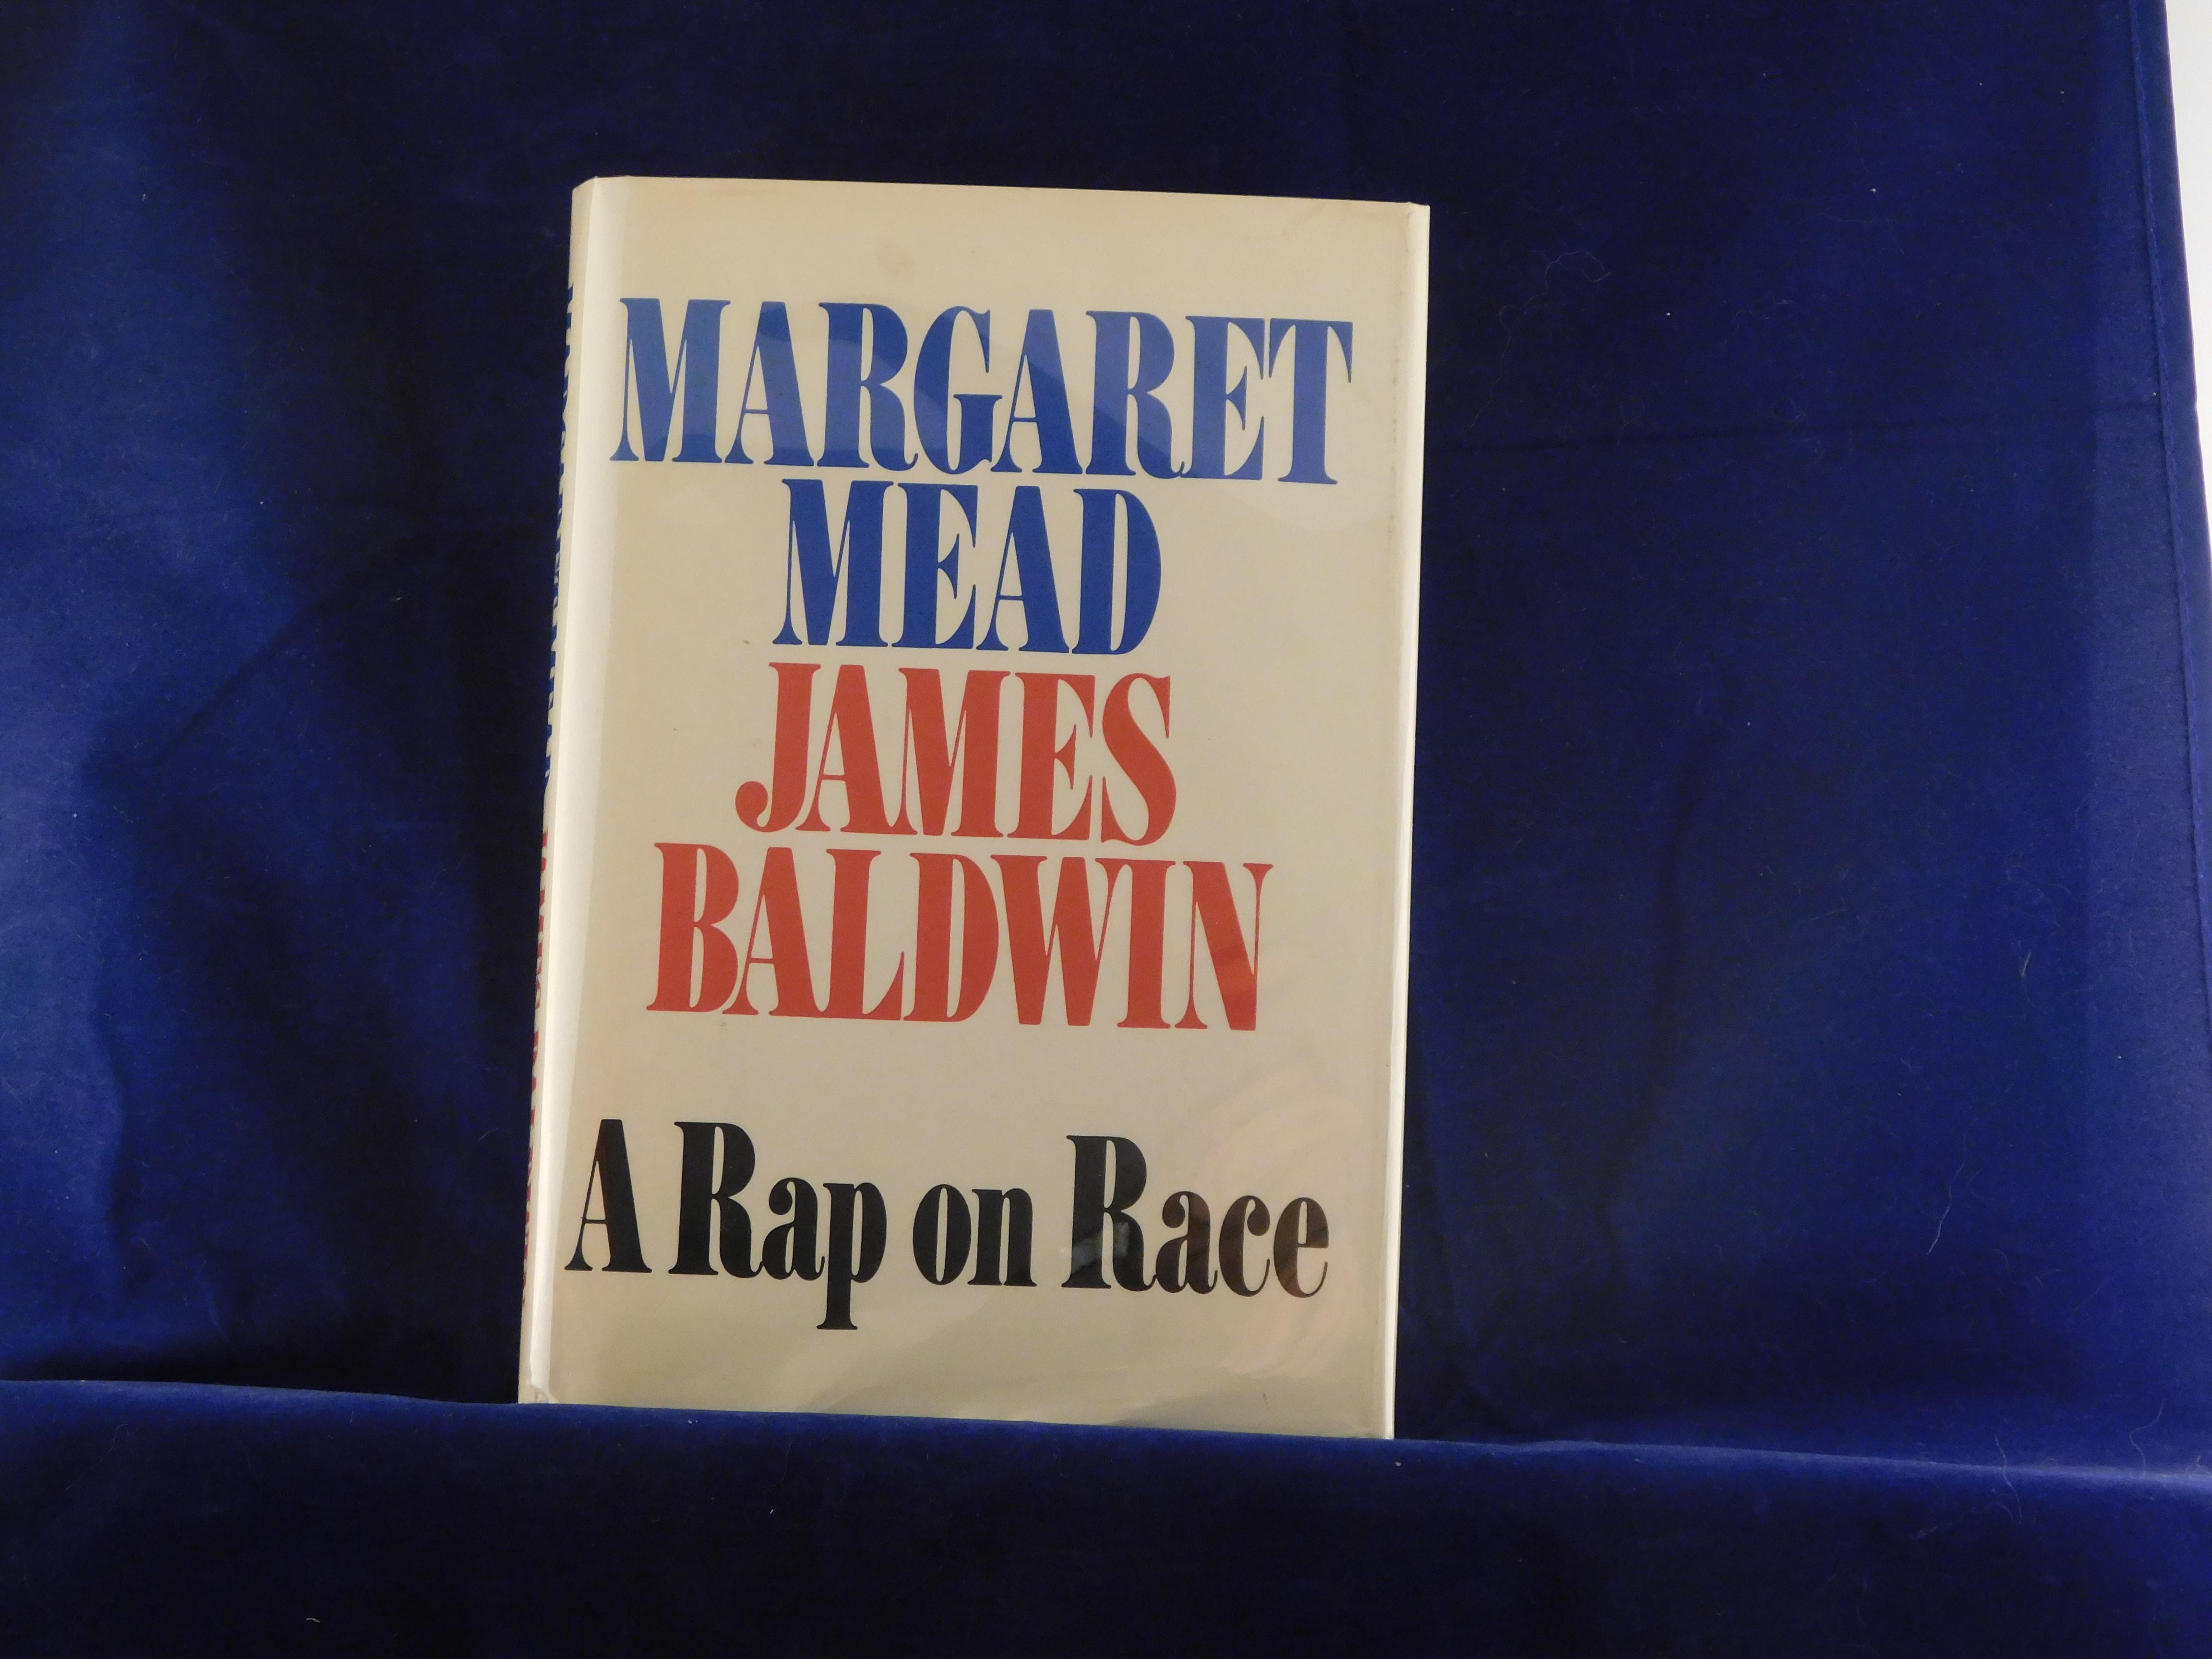 MARGARET
MEAD
JAMES
BALDWIN
A Rap on Race